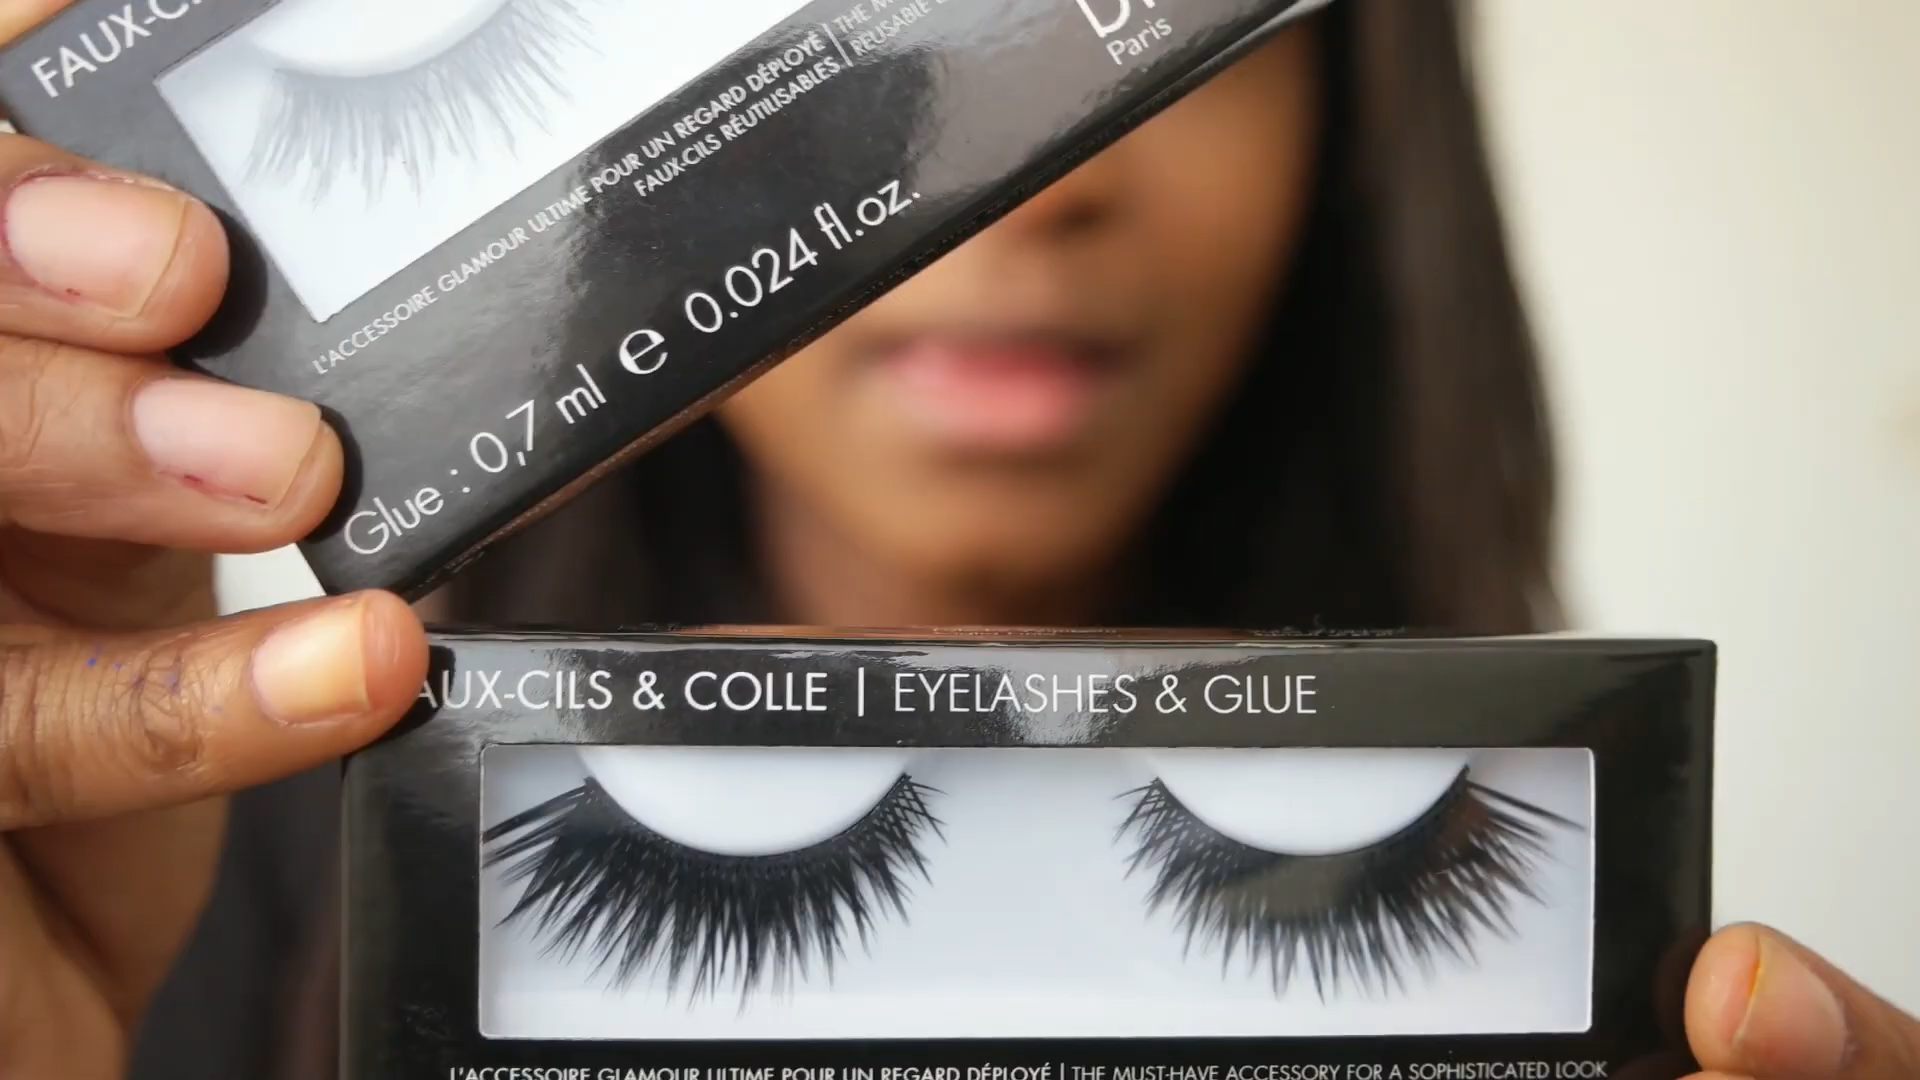 FAUX-C
L'ACCESSOIRE GLAMOUR ULTIME POUR UN REGARD DÉPLOYÉ | THE M
FAUX-CILS RÉUTILISABLES | REUSABLE
Paris
Glue : 0,7 ml e 0.024 fl.oz.
AUX-CILS & COLLE | EYELASHES & GLUE
L'ACCESSOIRE GLAMOUR ULTIME POUR UN REGARD DÉPLOYÉ | THE MUST-HAVE ACCESSORY FOR A SOPHISTICATED LOOK